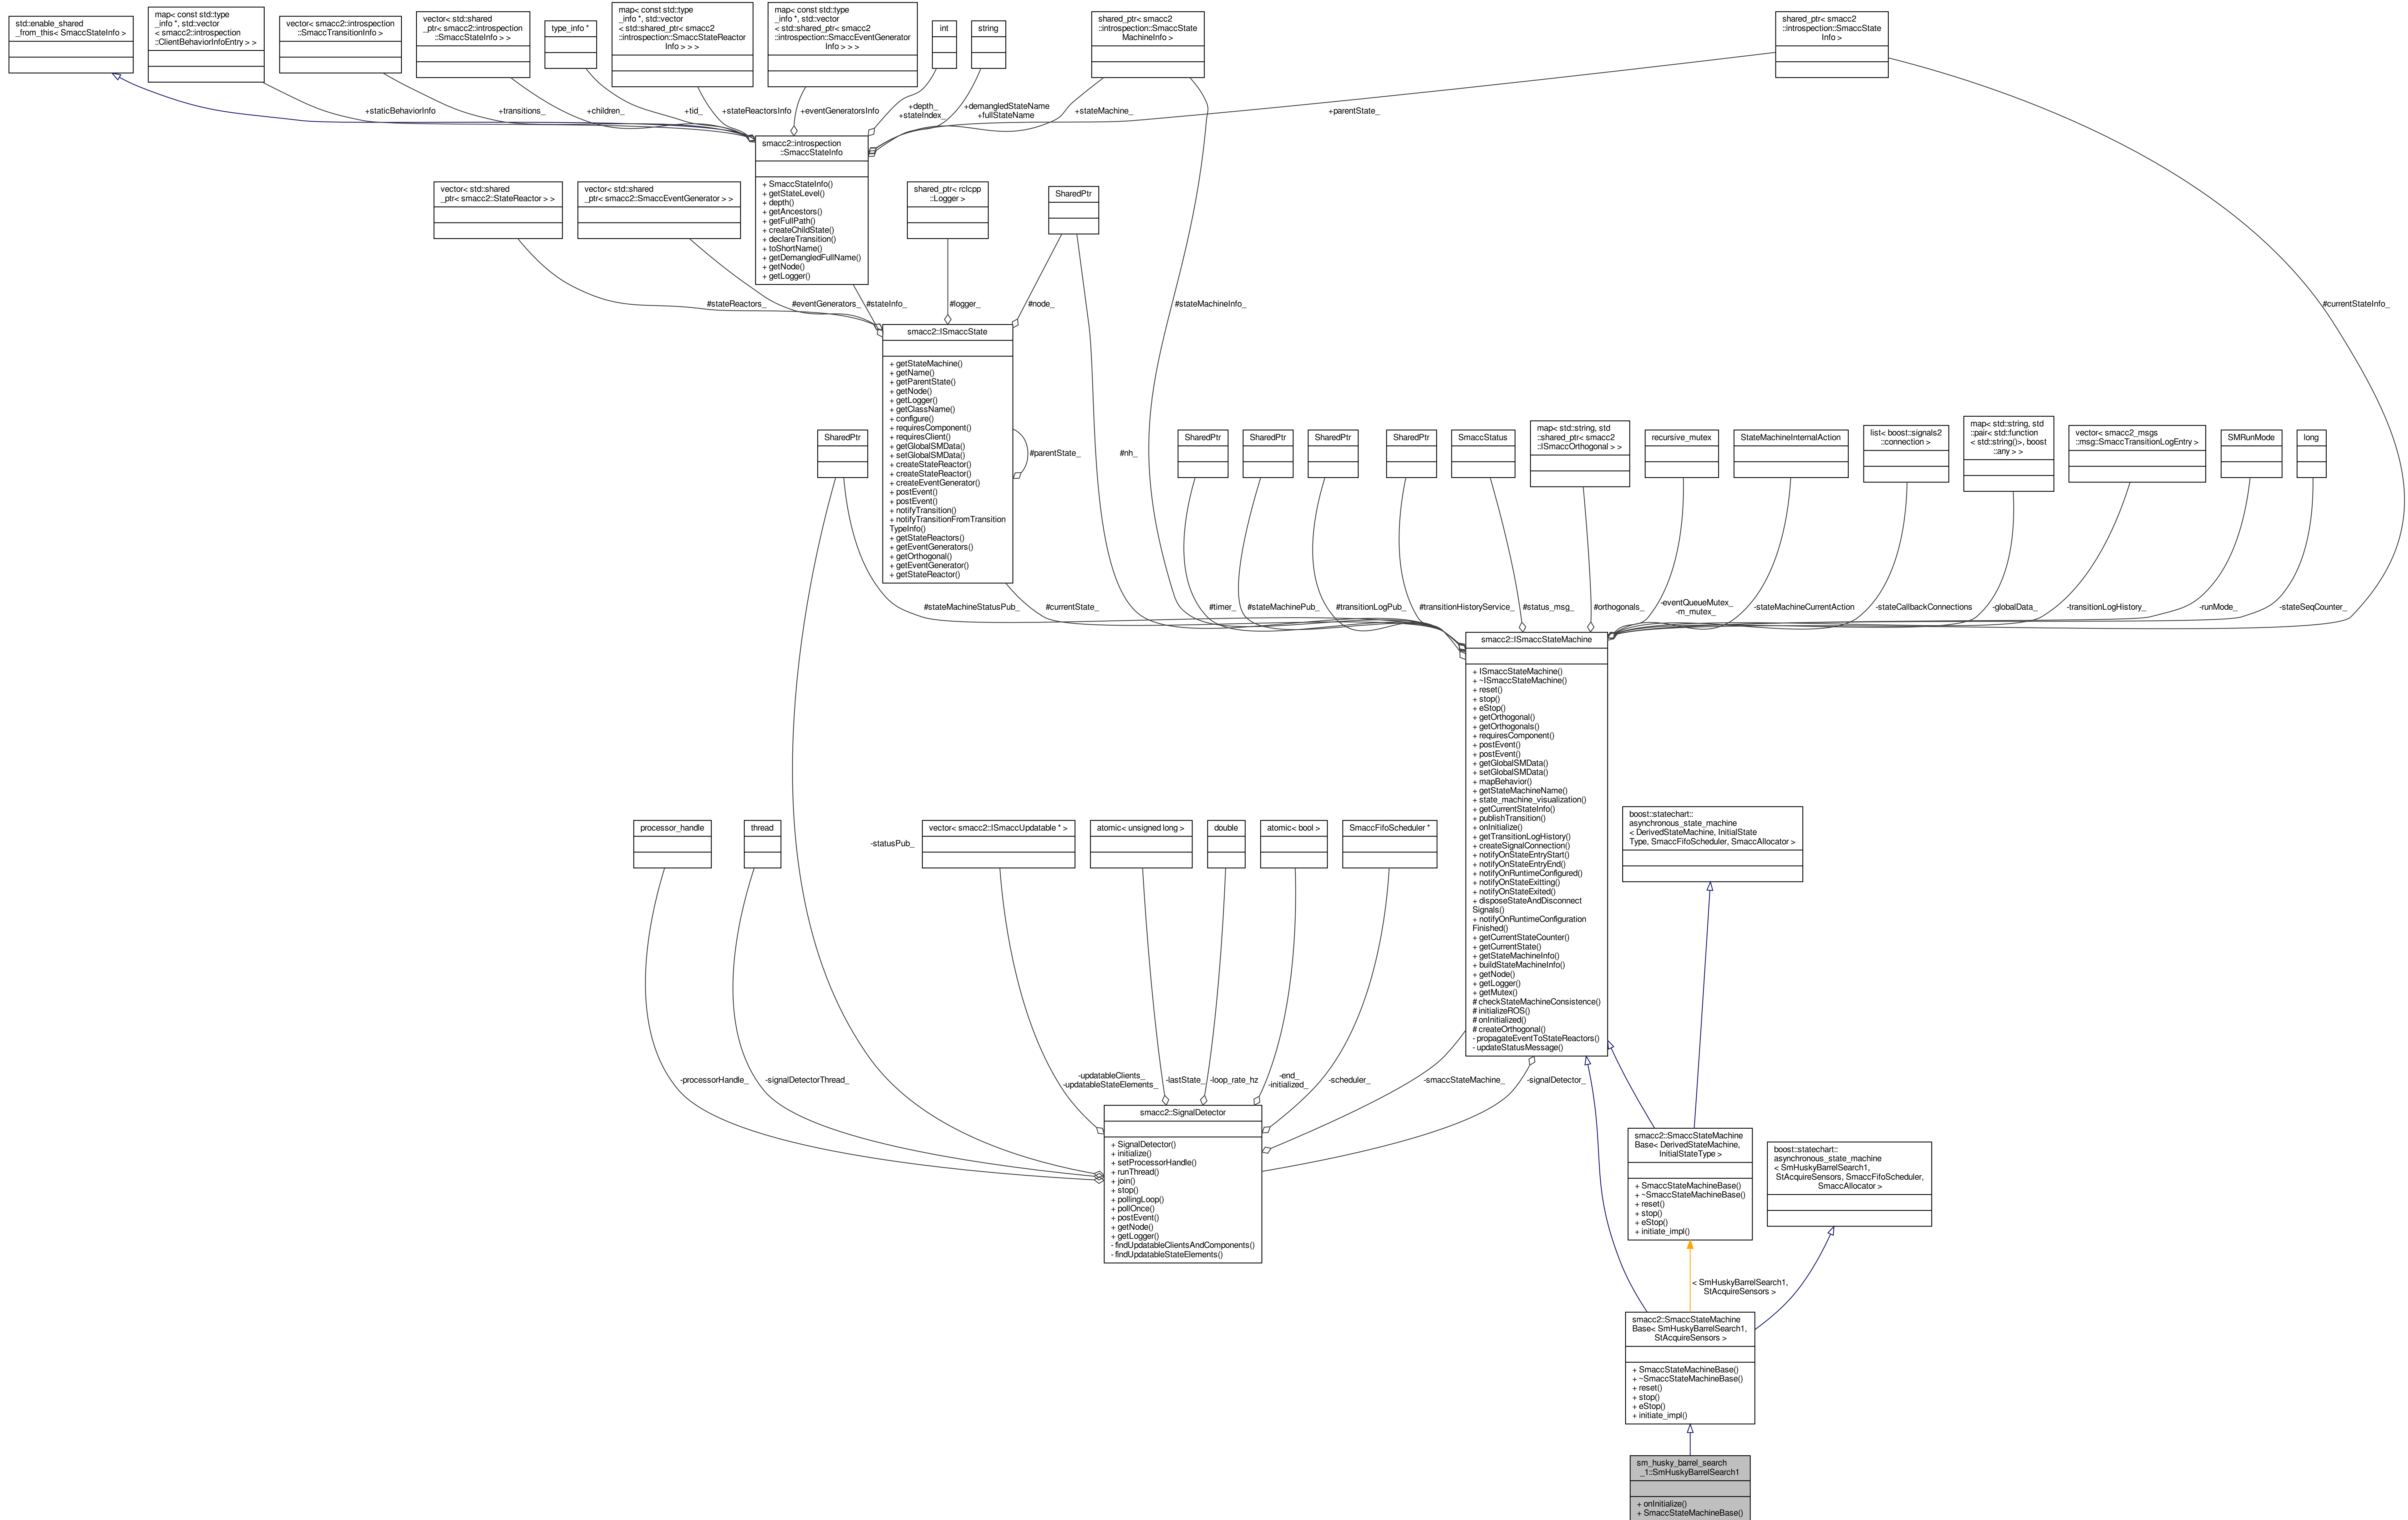 std::enable_shared
_from_this< SmaccStateInfo >
map< const std::type
_info *, std::vector
< smacc2::introspection
::ClientBehaviorInfoEntry > >
vector< smacc2::introspection
::SmaccTransitionInfo >
vector< std::shared
_ptr< smacc2::introspection
::SmaccStateInfo > >
type_info *
map< const std::type
_info *, std::vector
< std::shared_ptr< smacc2
::introspection::SmaccStateReactor
Info > > >
map< const std::type
_info *, std::vector
< std::shared_ptr< smacc2
::introspection::SmaccEventGenerator
Info > > >
int
string
shared_ptr< smacc2
::introspection::SmaccState
MachineInfo >
shared_ptr< smacc2
::introspection::SmaccState
Info >
+staticBehaviorInfo
+transitions_
+children_
+tid_
+stateReactorsInfo
+eventGeneratorsInfo
+depth_
+stateIndex_
+demangledStateName
+fullStateName
+stateMachine_
+parentState_
smacc2::introspection
::SmaccStateInfo
+ SmaccStateInfo()
+ getStateLevel()
+ depth()
+ getAncestors()
+ getFullPath()
+ createChildState()
+ declareTransition()
+ toShortName()
+ getDemangledFullName()
+ getNode()
+ getLogger()
vector< std::shared
_ptr< smacc2::StateReactor > >
vector< std::shared
_ptr< smacc2::SmaccEventGenerator > >
shared_ptr< rclcpp
::Logger >
SharedPtr
#stateReactors_
#eventGenerators_
#stateInfo_
#logger_
#node_
#stateMachineInfo_
#currentStateInfo_
smacc2::ISmaccState
+ getStateMachine()
+ getName()
+ getParentState()
+ getNode()
+ getLogger()
+ getClassName()
+ configure()
+ requiresComponent()
+ requiresClient()
+ getGlobalSMData()
+ setGlobalSMData()
+ createStateReactor()
+ createStateReactor()
+ createEventGenerator()
+ postEvent()
+ postEvent()
+ notifyTransition()
+ notifyTransitionFromTransition
TypeInfo()
+ getStateReactors()
+ getEventGenerators()
+ getOrthogonal()
+ getEventGenerator()
+ getStateReactor()
#parentState_
#nh_
SharedPtr
SharedPtr
SharedPtr
SharedPtr
SharedPtr
SmaccStatus
map< std::string, std
::shared_ptr< smacc2
::ISmaccOrthogonal > >
recursive_mutex
StateMachineInternalAction
list< boost::signals2
::connection >
map< std::string, std
::pair< std::function
< std::string()>, boost
::any > >
vector< smacc2_msgs
::msg::SmaccTransitionLogEntry >
SMRunMode
long
#stateMachineStatusPub_
#currentState_
#timer_
#stateMachinePub_
#transitionLogPub_
#transitionHistoryService_
#status_msg_
#orthogonals_
-eventQueueMutex_
-m_mutex_
-stateMachineCurrentAction
-stateCallbackConnections
-globalData_
-transitionLogHistory_
-runMode_
-stateSeqCounter_
smacc2::ISmaccStateMachine
+ ISmaccStateMachine()
+ ~ISmaccStateMachine()
+ reset()
+ stop()
+ eStop()
+ getOrthogonal()
+ getOrthogonals()
+ requiresComponent()
+ postEvent()
+ postEvent()
+ getGlobalSMData()
+ setGlobalSMData()
+ mapBehavior()
+ getStateMachineName()
+ state_machine_visualization()
+ getCurrentStateInfo()
+ publishTransition()
+ onInitialize()
+ getTransitionLogHistory()
+ createSignalConnection()
+ notifyOnStateEntryStart()
+ notifyOnStateEntryEnd()
+ notifyOnRuntimeConfigured()
+ notifyOnStateExitting()
+ notifyOnStateExited()
+ disposeStateAndDisconnect
Signals()
+ notifyOnRuntimeConfiguration
Finished()
+ getCurrentStateCounter()
+ getCurrentState()
+ getStateMachineInfo()
+ buildStateMachineInfo()
+ getNode()
+ getLogger()
+ getMutex()
# checkStateMachineConsistence()
# initializeROS()
# onInitialized()
# createOrthogonal()
- propagateEventToStateReactors()
- updateStatusMessage()
processor_handle
thread
-statusPub_
vector< smacc2::ISmaccUpdatable * >
atomic< unsigned long >
double
atomic< bool >
SmaccFifoScheduler *
boost::statechart::
asynchronous_state_machine
< DerivedStateMachine, InitialState
Type, SmaccFifoScheduler, SmaccAllocator >
-processorHandle_
-signalDetectorThread_
-updatableClients_
-updatableStateElements_
-lastState_
-loop_rate_hz
-end_
-initialized_
-scheduler_
-smaccStateMachine_
-signalDetector_
smacc2::SignalDetector
+ SignalDetector()
+ initialize()
+ setProcessorHandle()
+ runThread()
+ join()
+ stop()
+ pollingLoop()
+ pollOnce()
+ postEvent()
+ getNode()
+ getLogger()
- findUpdatableClientsAndComponents()
- findUpdatableStateElements()
smacc2::SmaccStateMachine
Base< DerivedStateMachine,
InitialStateType >
+ SmaccStateMachineBase()
+ ~SmaccStateMachineBase()
+ reset()
+ stop()
+ eStop()
+ initiate_impl()
boost::statechart::
asynchronous_state_machine
< SmHuskyBarrelSearch1,
StAcquireSensors, SmaccFifoScheduler,
SmaccAllocator >
< SmHuskyBarrelSearch1,
StAcquireSensors >
smacc2::SmaccStateMachine
Base< SmHuskyBarrelSearch1,
StAcquireSensors >
+ SmaccStateMachineBase()
+ ~SmaccStateMachineBase()
+ reset()
+ stop()
+ eStop()
+ initiate_impl()
sm_husky_barrel_search
_1::SmHuskyBarrelSearch1
+ onInitialize()
+ SmaccStateMachineBase()